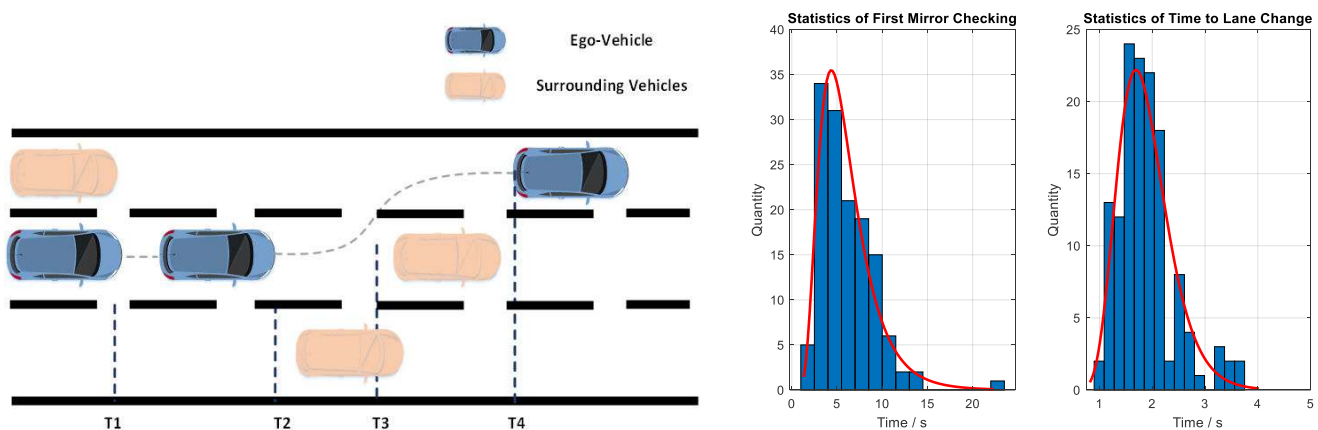 Ego-Vehicle
Surrounding Vehicles
T1 T2 T3 T4
Statistics of First Mirror Checking
40
35
30
25
20
15
10
5
0
Quantity
0 5 10 15 20
Time / s
Statistics of Time to Lane Change
25
20
15
10
5
0
Quantity
1 2 3 4 5
Time / s